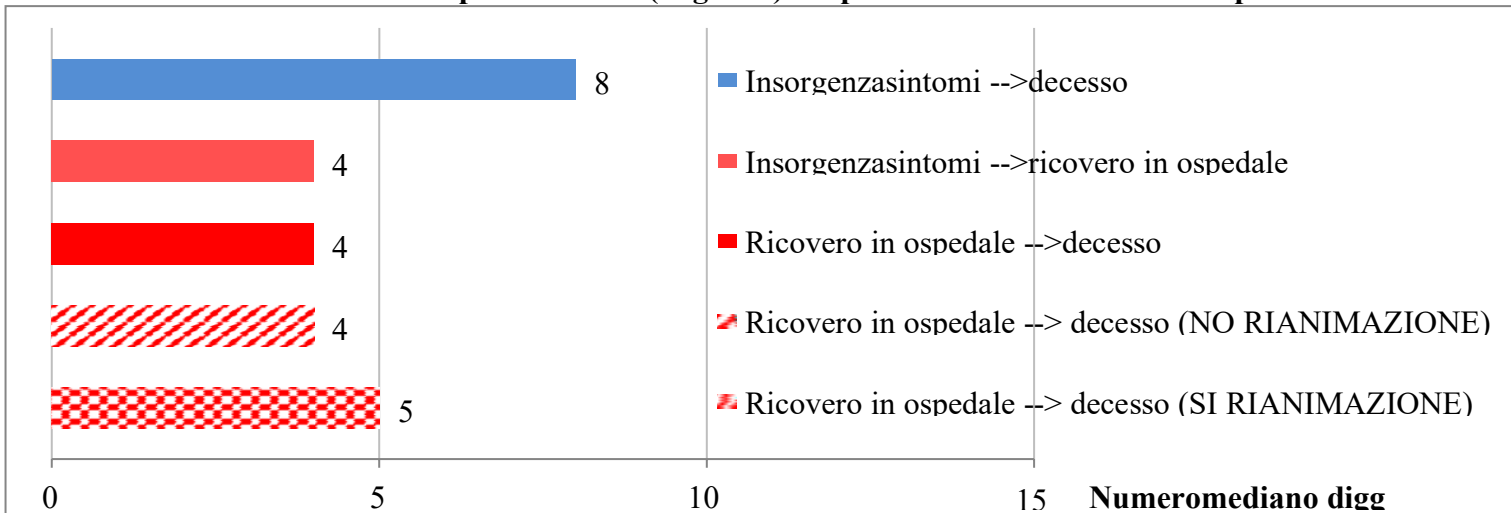 8 Insorgenzasintomi -->decesso
4 Insorgenzasintomi -->ricovero in ospedale
4 Ricovero in ospedale -->decesso
4 Ricovero in ospedale --> decesso (NO RIANIMAZIONE)
5 Ricovero in ospedale --> decesso (SI RIANIMAZIONE)
0 5 10 15 Numeromediano digg